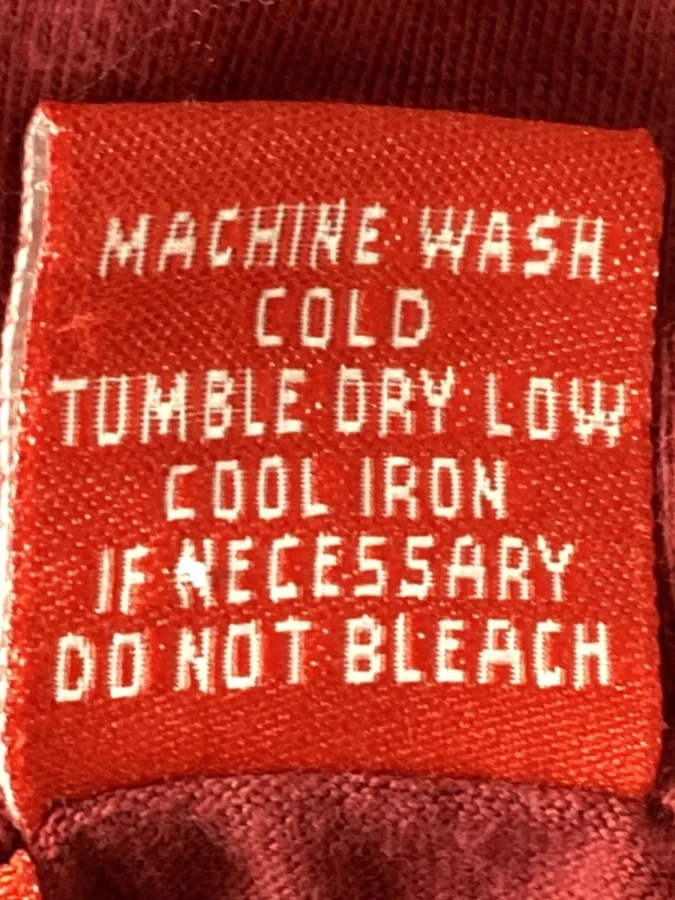 MACHINE WASH
COLD
TUMBLE DRY LOW
COOL IRON
IF NECESSARY
DO NOT BLEACH